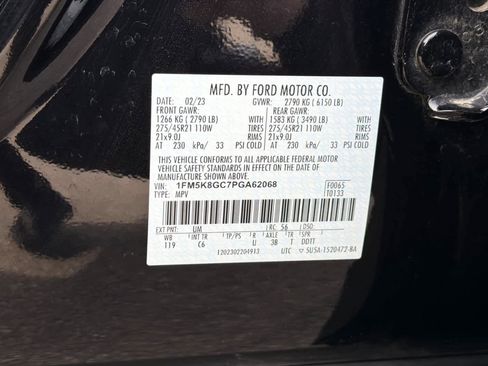 MFD. BY FORD MOTOR CO.
DATE: 02/23 GVWR: 2790 KG ( 6150 LB)
FRONT GAWR: REAR GAWR:
1266 KG ( 2790 LB) WITH 1583 KG ( 3490 LB) WITH
275/45R21 110W TIRES 275/45R21 110W TIRES
21x9.0J RIMS 21x9.0J RIMS
AT 230 kPa/ 33 PSI COLD AT 230 kPa/ 33 PSI COLD
THIS VEHICLE CONFORMS TO ALL APPLICABLE FEDERAL MOTOR
VEHICLE SAFETY STANDARDS IN EFFECT ON THE DATE OF
MANUFACTURE SHOWN ABOVE.
VIN: 1FM5K8GC7PGA62068 F0065
TYPE: MPV T0133
EXT PNT: UM RC: 56 DSO:
WB INT TR TP/PS R AXLE TR SPR
119 C6 U 3B T DDTT
1202302204913 UTC ▽ 5U5A-1520472-BA